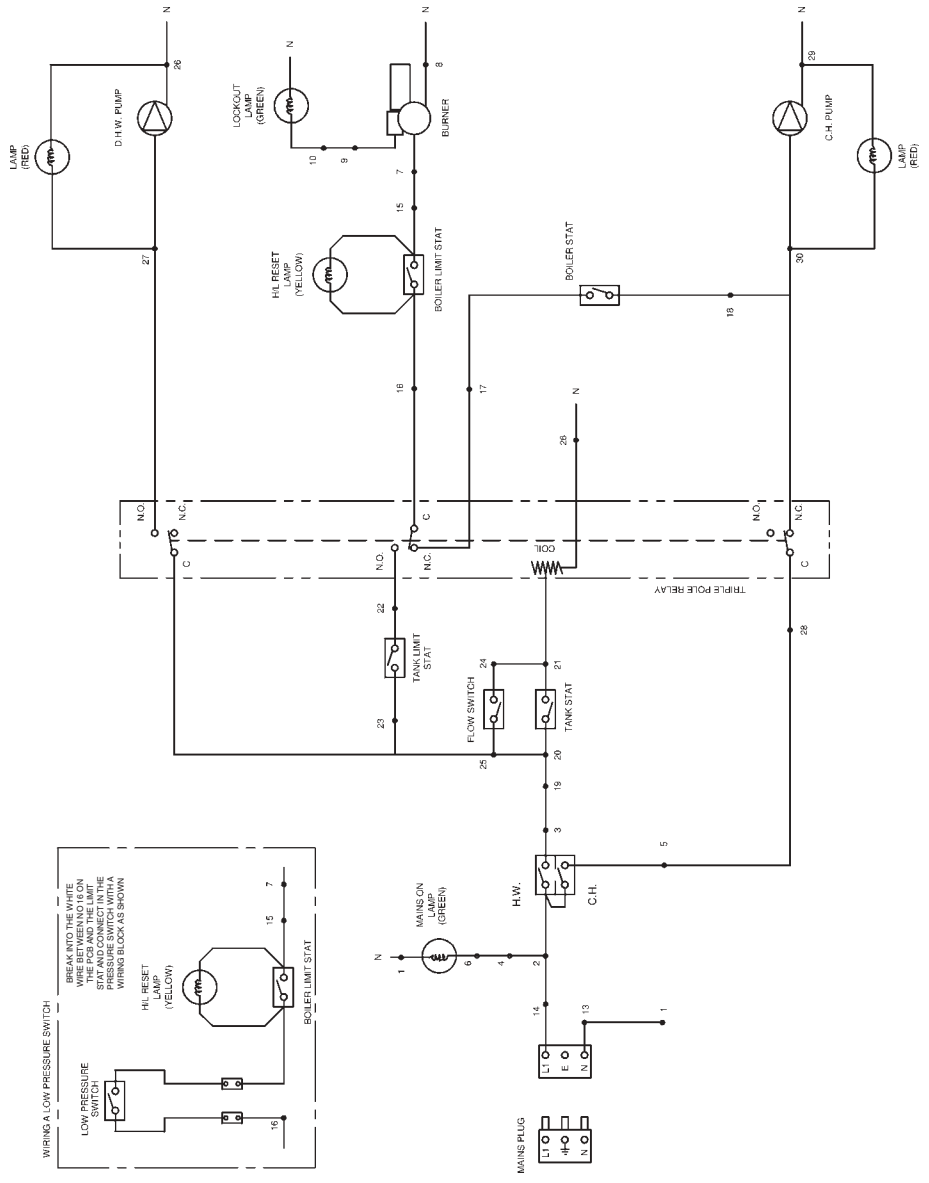 WIRING A LOW PRESSURE SWITCH
BREAK INTO THE WHITE
WIRE BETWEEN NO 16 ON
THE PCB AND THE LIMIT
STAT AND CONNECT IN THE
PRESSURE SWITCH WITH A
WIRING BLOCK AS SHOWN
LOW PRESSURE
SWITCH
H/L RESET
LAMP
(YELLOW)
BOILER LIMIT STAT
16
15
7
MAINS PLUG
L1
N
L1
E
N
14
13
1
N
1
MAINS ON
LAMP
(GREEN)
6
4
2
H.W.
C.H.
3
19
20
5
25
FLOW SWITCH
24
TANK STAT
21
23
TANK LIMIT
STAT
22
28
TRIPLE POLE RELAY
C
N.O.
N.C.
N.O.
N.C.
C
COIL
C
N.O.
N.C.
26
N
16
17
H/L RESET
LAMP
(YELLOW)
BOILER LIMIT STAT
15
7
BOILER STAT
18
27
LAMP
(RED)
D.H.W. PUMP
26
N
LOCKOUT
LAMP
(GREEN)
N
10
9
BURNER
8
N
30
C.H. PUMP
LAMP
(RED)
29
N